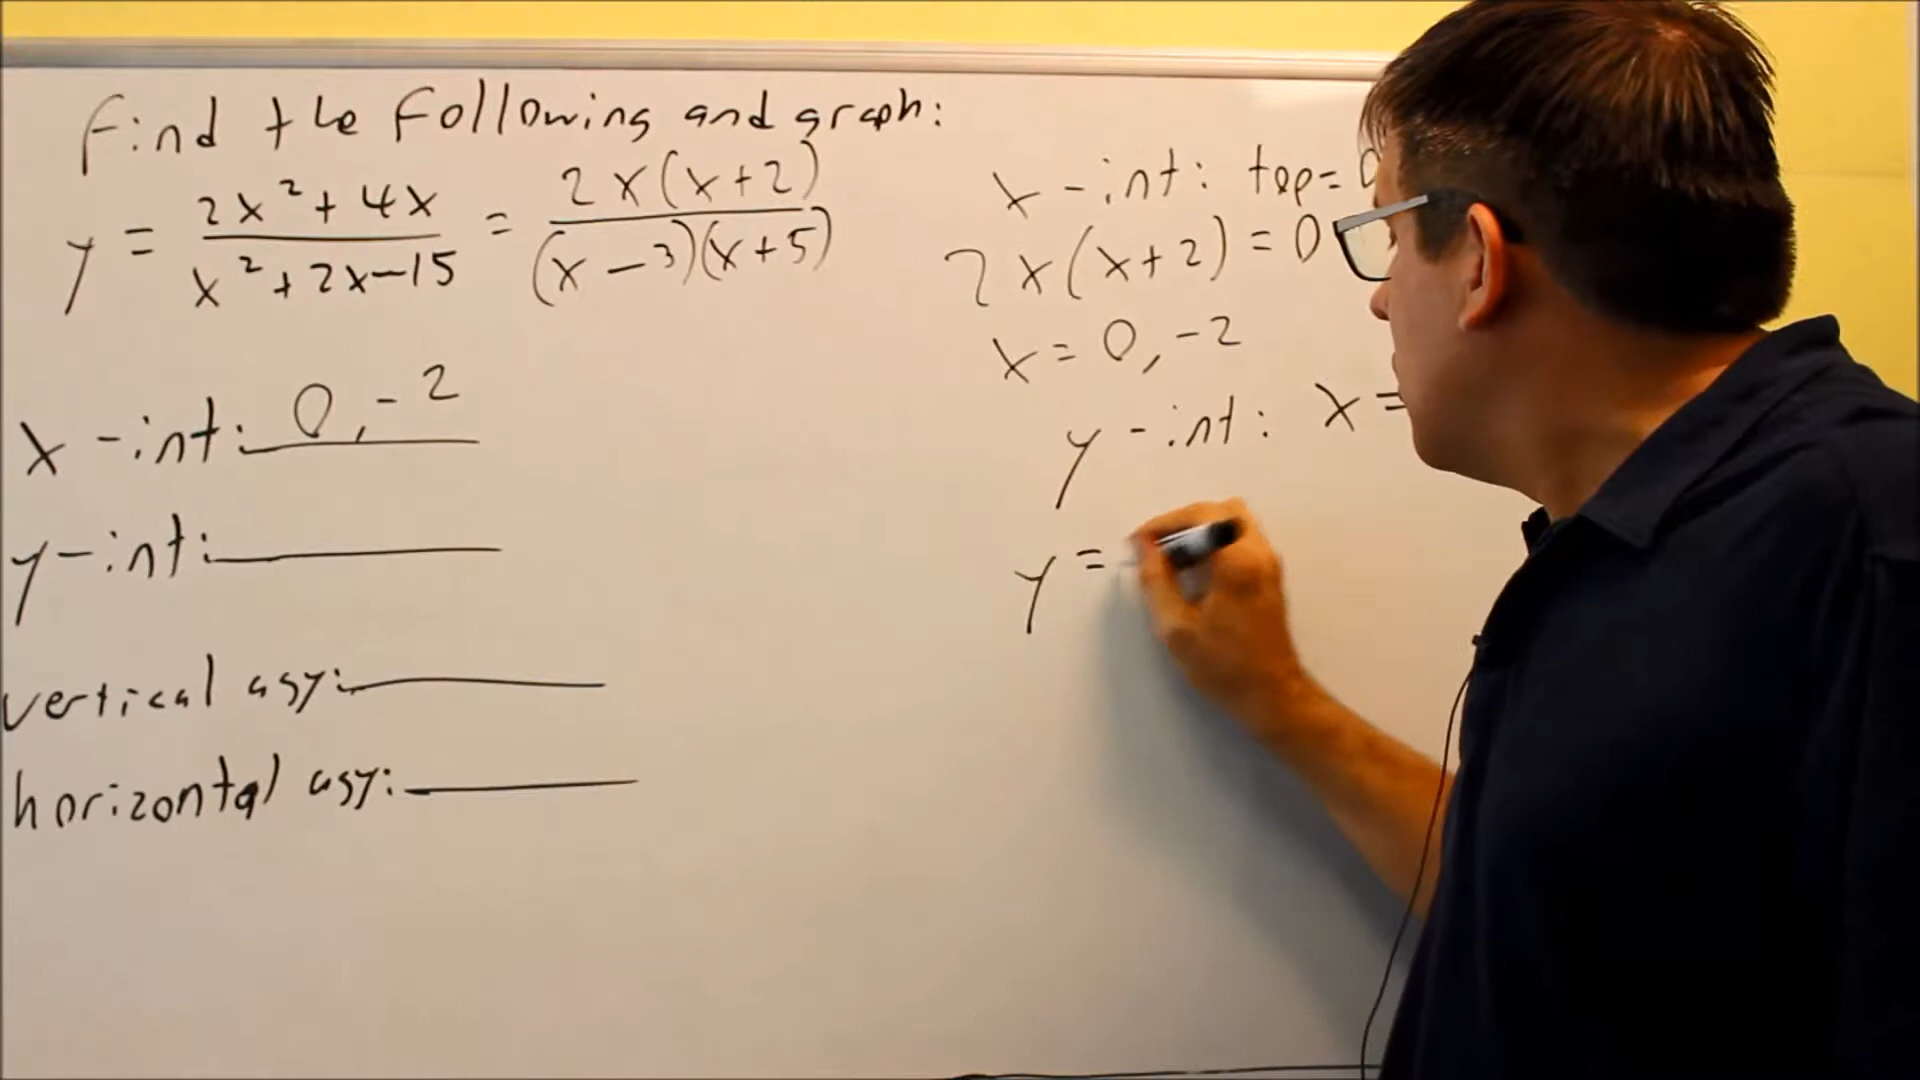 Find the following and graph:
y = 2x² + 4x / x² + 2x - 15 = 2x(x+2) / (x-3)(x+5)
x-int: 0, -2
y-int:
vertical asy:
horizontal asy:
x-int: top= 0
2x(x+2) = 0
x = 0, -2
y-int: x =
y =